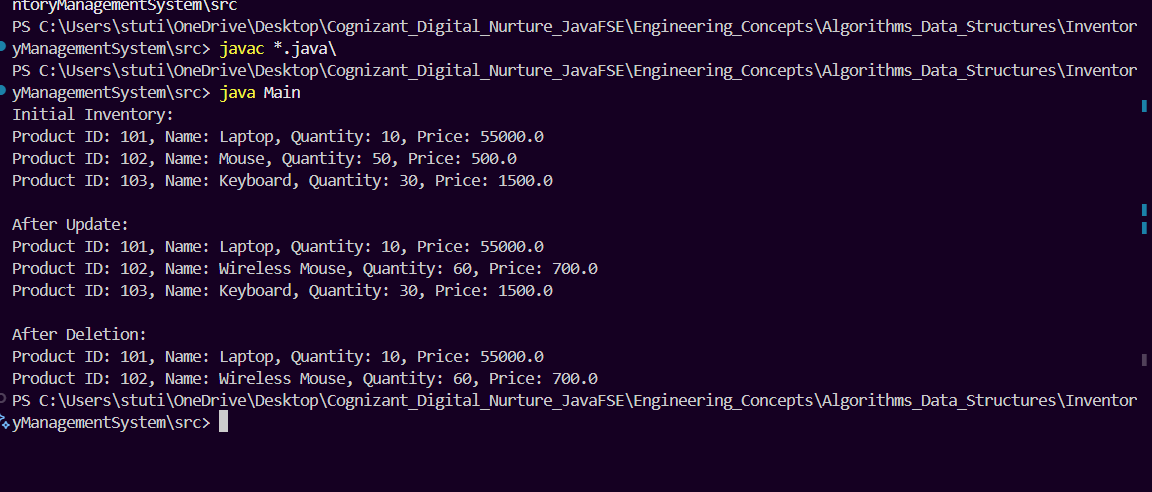 ntoryManagementSystem\src
PS C:\Users\stuti\OneDrive\Desktop\Cognizant_Digital_Nurture_JavaFSE\Engineering_Concepts\Algorithms_Data_Structures\Inventor
yManagementSystem\src> javac *.java\
PS C:\Users\stuti\OneDrive\Desktop\Cognizant_Digital_Nurture_JavaFSE\Engineering_Concepts\Algorithms_Data_Structures\Inventor
yManagementSystem\src> java Main
Initial Inventory:
Product ID: 101, Name: Laptop, Quantity: 10, Price: 55000.0
Product ID: 102, Name: Mouse, Quantity: 50, Price: 500.0
Product ID: 103, Name: Keyboard, Quantity: 30, Price: 1500.0
After Update:
Product ID: 101, Name: Laptop, Quantity: 10, Price: 55000.0
Product ID: 102, Name: Wireless Mouse, Quantity: 60, Price: 700.0
Product ID: 103, Name: Keyboard, Quantity: 30, Price: 1500.0
After Deletion:
Product ID: 101, Name: Laptop, Quantity: 10, Price: 55000.0
Product ID: 102, Name: Wireless Mouse, Quantity: 60, Price: 700.0
PS C:\Users\stuti\OneDrive\Desktop\Cognizant_Digital_Nurture_JavaFSE\Engineering_Concepts\Algorithms_Data_Structures\Inventor
yManagementSystem\src>